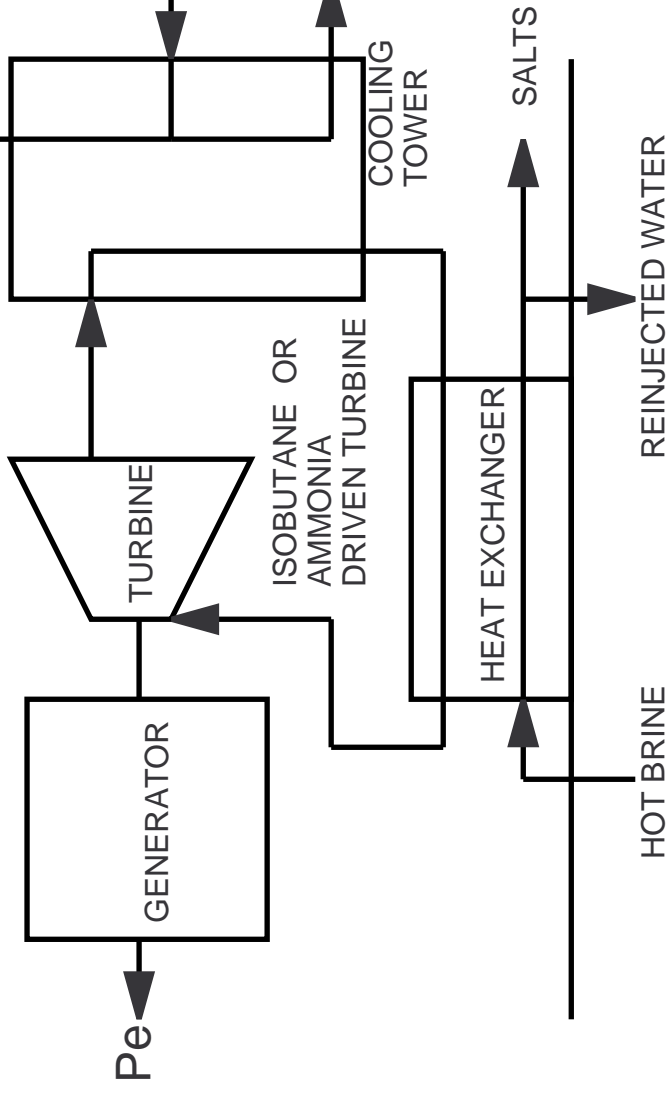 Pe
GENERATOR
TURBINE
ISOBUTANE OR
AMMONIA
DRIVEN TURBINE
COOLING
TOWER
HEAT EXCHANGER
SALTS
HOT BRINE
REINJECTED WATER